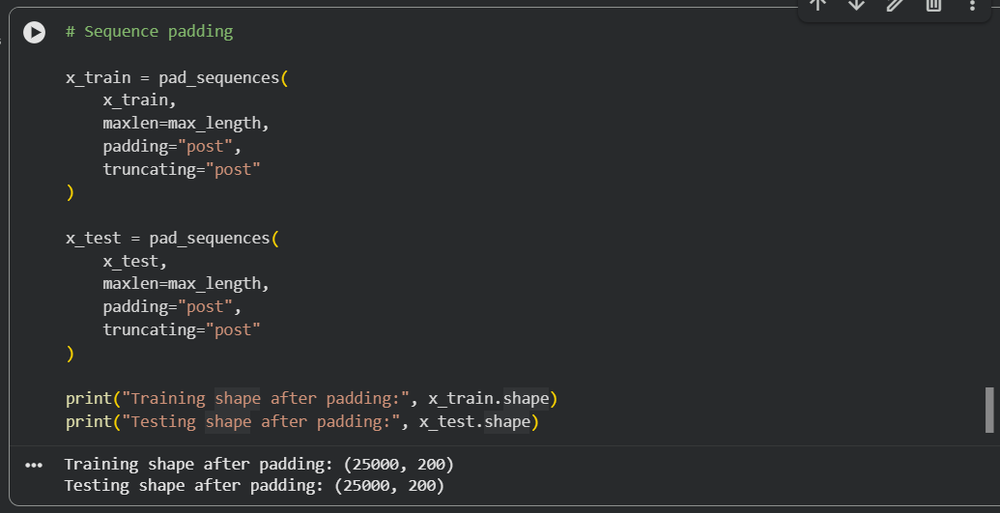 # Sequence padding
x_train = pad_sequences(
    x_train,
    maxlen=max_length,
    padding="post",
    truncating="post"
)
x_test = pad_sequences(
    x_test,
    maxlen=max_length,
    padding="post",
    truncating="post"
)
print("Training shape after padding:", x_train.shape)
print("Testing shape after padding:", x_test.shape)
Training shape after padding: (25000, 200)
Testing shape after padding: (25000, 200)